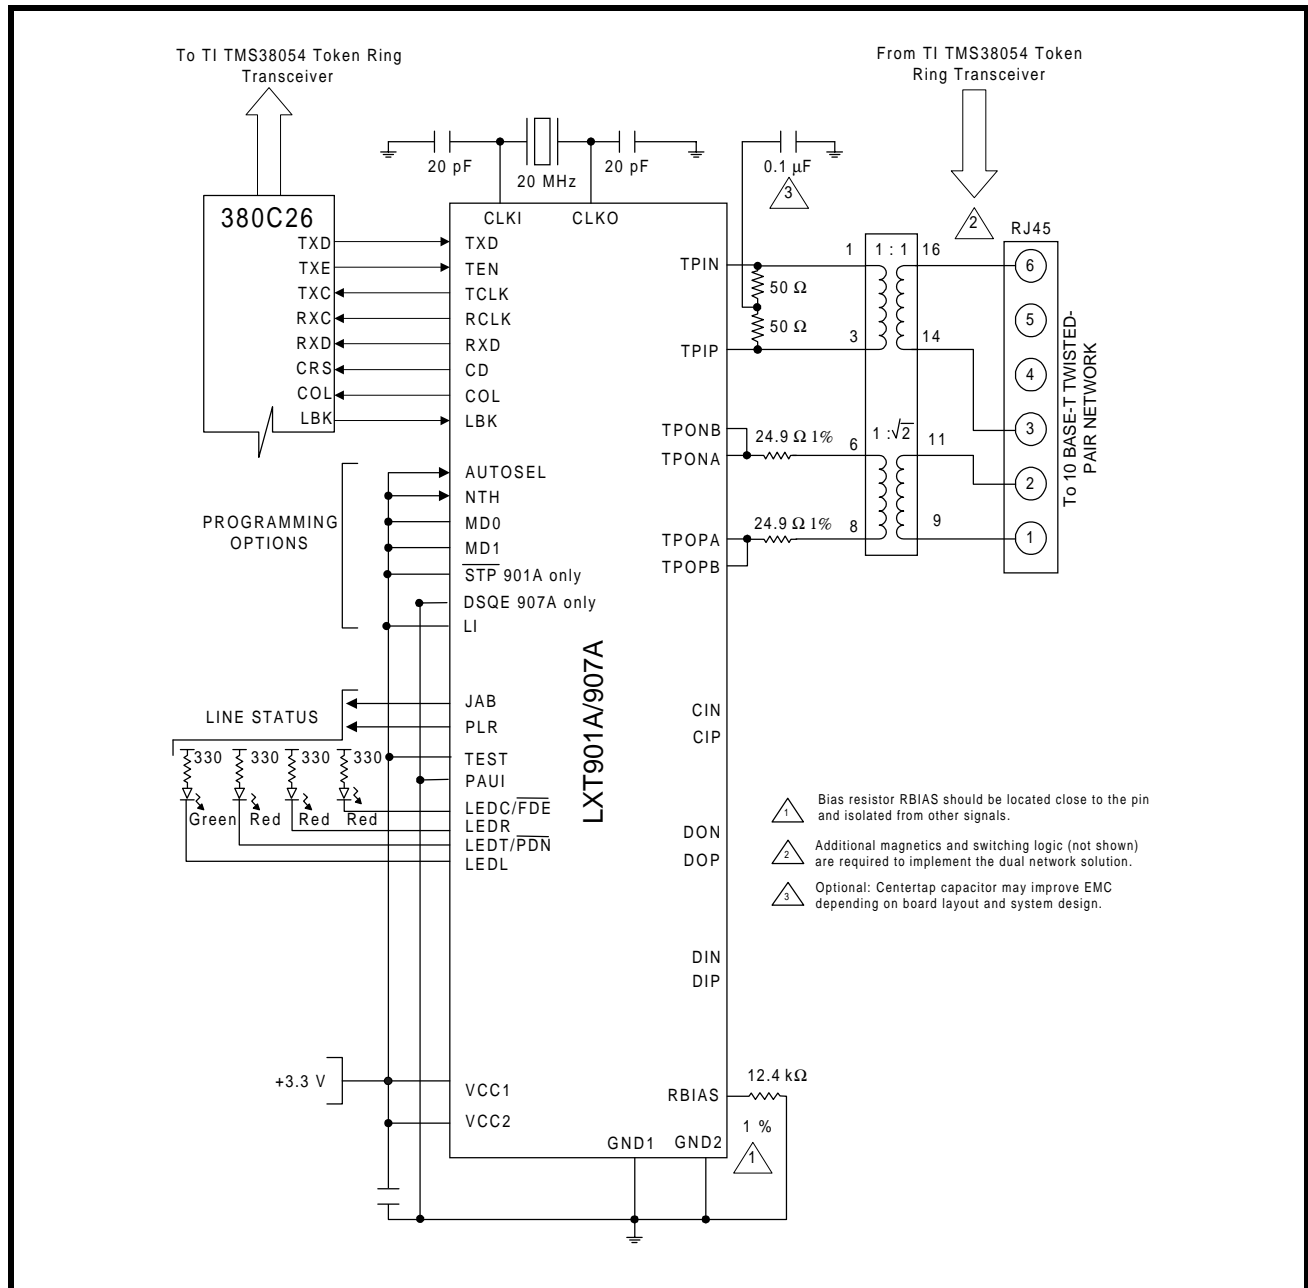 To TI TMS38054 Token Ring
Transceiver
From TI TMS38054 Token
Ring Transceiver
20 pF
20 MHz
20 pF
0.1 μF
3
2
RJ45
380C26
TXD
TXE
TXC
RXC
RXD
CRS
COL
LBK
CLKI
CLKO
TXD
TEN
TCLK
RCLK
RXD
CD
COL
LBK
AUTOSEL
NTH
MD0
MD1
STP 901A only
DSQE 907A only
LI
PROGRAMMING
OPTIONS
JAB
PLR
LINE STATUS
TEST
PAUI
LEDC/FDE
LEDR
LEDT/PDN
LEDL
330
330
330
330
Green
Red
Red
Red
LXT901A/907A
TPIN
TPIP
50 Ω
50 Ω
1
1 : 1
16
3
14
TPONB
TPONA
24.9 Ω 1%
6
1 :√2
11
TPOPA
TPOPB
24.9 Ω 1%
8
9
6
5
4
3
2
1
To 10 BASE-T TWISTED-
PAIR NETWORK
CIN
CIP
DON
DOP
DIN
DIP
1
Bias resistor RBIAS should be located close to the pin
and isolated from other signals.
2
Additional magnetics and switching logic (not shown)
are required to implement the dual network solution.
3
Optional: Centertap capacitor may improve EMC
depending on board layout and system design.
+3.3 V
VCC1
VCC2
RBIAS
12.4 kΩ
1 %
1
GND1
GND2